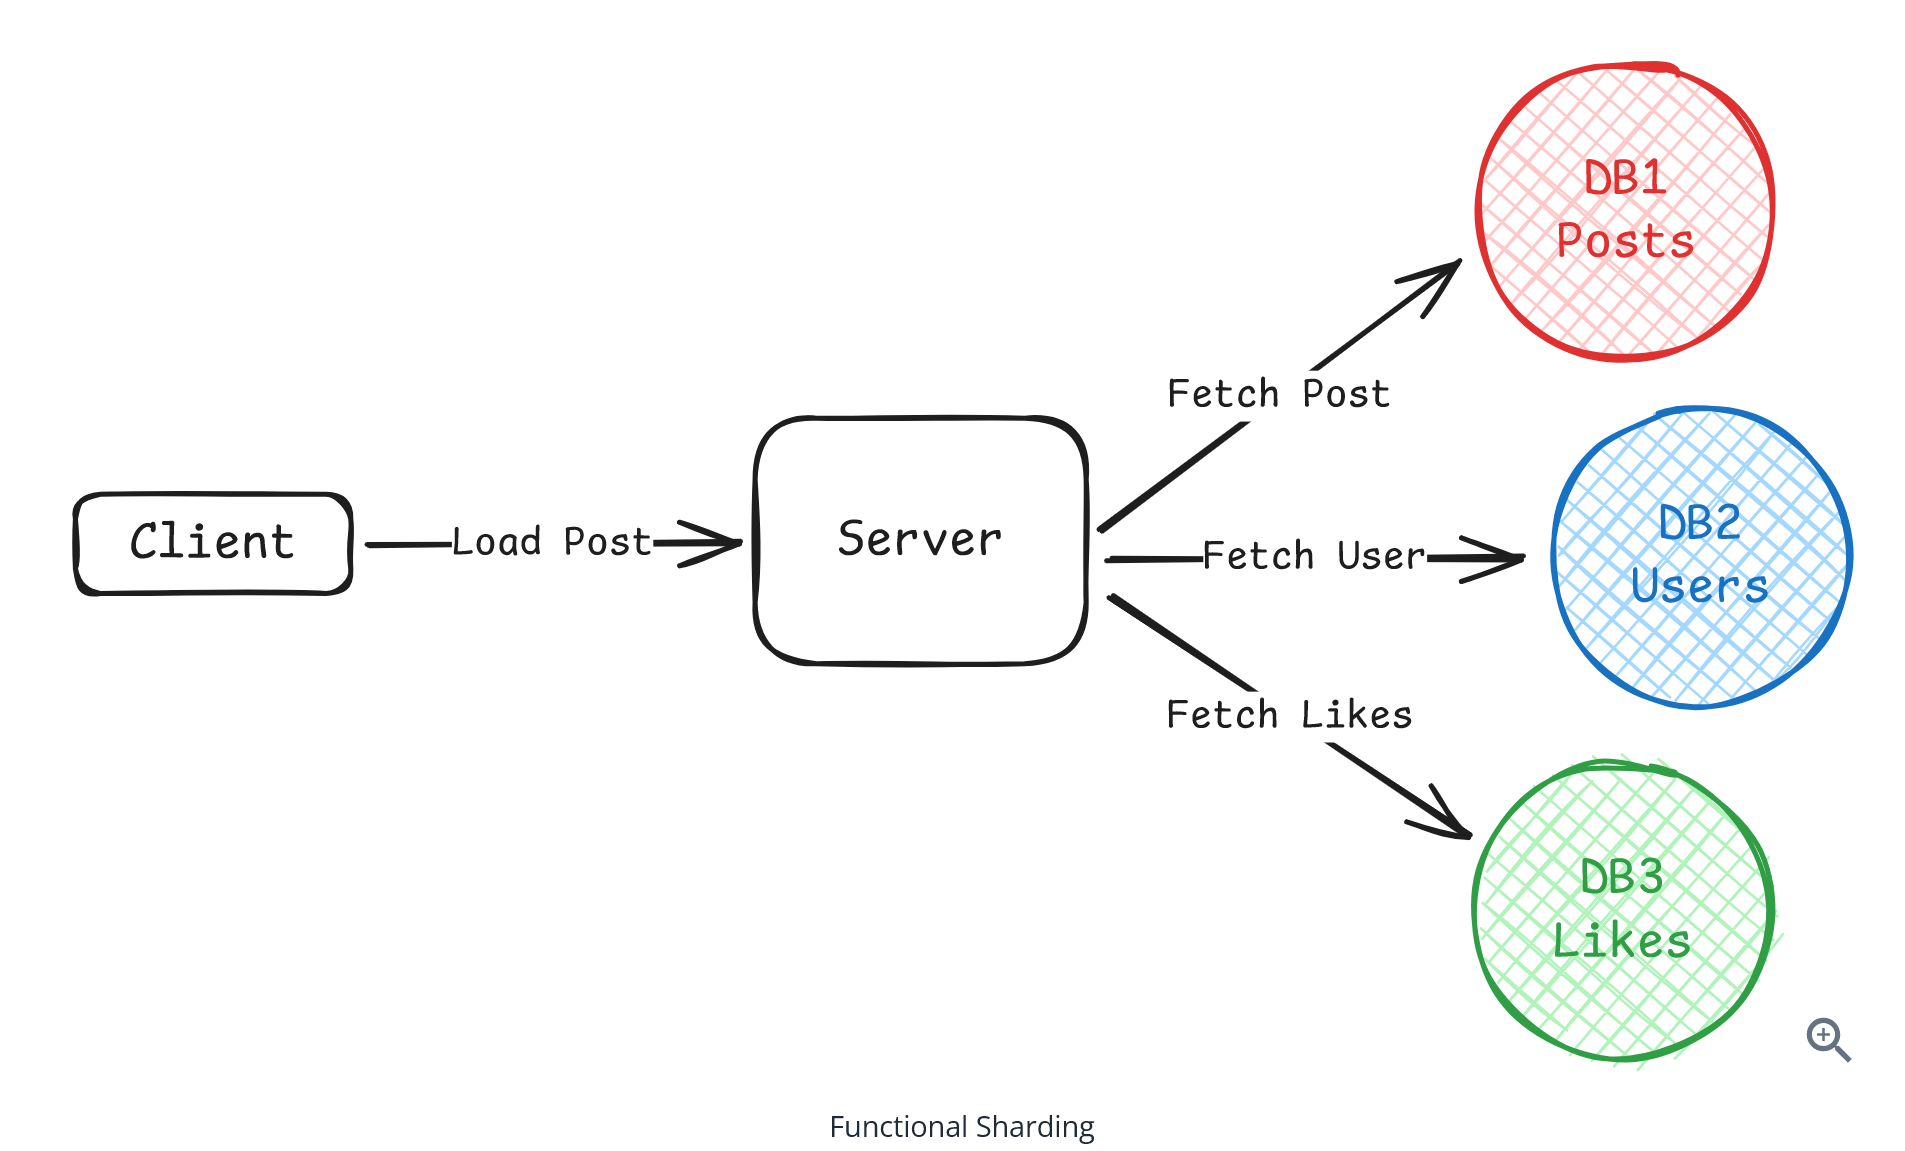 Client
Load Post
Server
Fetch Post
Fetch User
Fetch Likes
DB1
Posts
DB2
Users
DB3
Likes
Functional Sharding